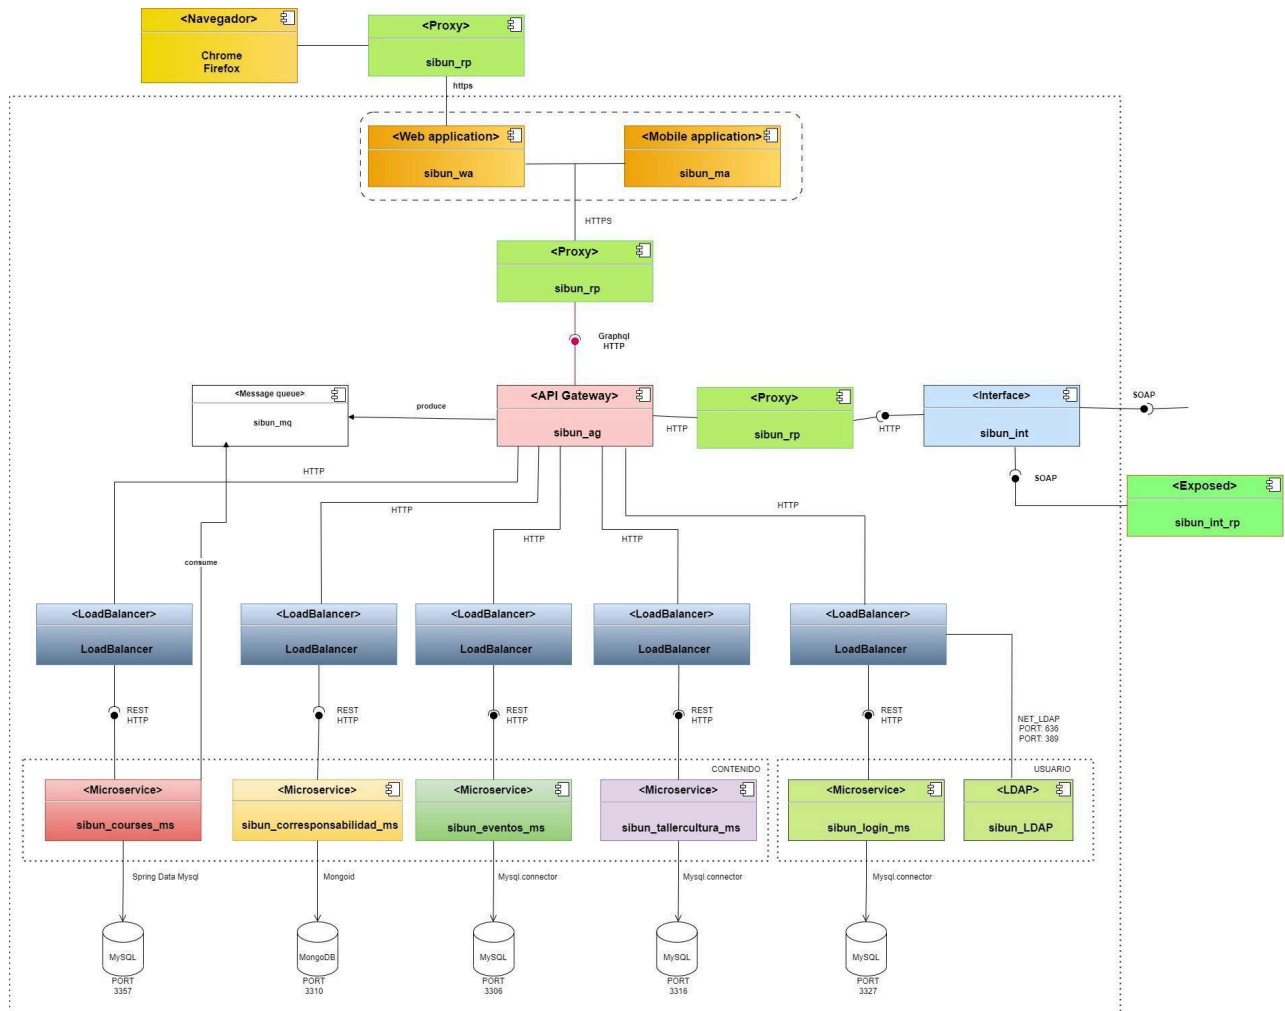 <Navegador>
Chrome
Firefox
<Proxy>
sibun_rp
https
<Web application>
sibun_wa
<Mobile application>
sibun_ma
HTTPS
<Proxy>
sibun_rp
Graphql
HTTP
<Message queue>
sibun_mq
produce
<API Gateway>
sibun_ag
HTTP
<Proxy>
sibun_rp
HTTP
<Interface>
sibun_int
SOAP
SOAP
<Exposed>
sibun_int_rp
HTTP
HTTP
HTTP
HTTP
HTTP
consume
<LoadBalancer>
LoadBalancer
<LoadBalancer>
LoadBalancer
<LoadBalancer>
LoadBalancer
<LoadBalancer>
LoadBalancer
<LoadBalancer>
LoadBalancer
REST
HTTP
REST
HTTP
REST
HTTP
REST
HTTP
REST
HTTP
NET_LDAP
PORT: 636
PORT: 389
CONTENIDO
USUARIO
<Microservice>
sibun_courses_ms
<Microservice>
sibun_corresponsabilidad_ms
<Microservice>
sibun_eventos_ms
<Microservice>
sibun_tallercultura_ms
<Microservice>
sibun_login_ms
<LDAP>
sibun_LDAP
Spring Data Mysql
Mongoid
Mysql.connector
Mysql.connector
Mysql.connector
MySQL
PORT
3357
MongoDB
PORT
3310
MySQL
PORT
3306
MySQL
PORT
3316
MySQL
PORT
3327